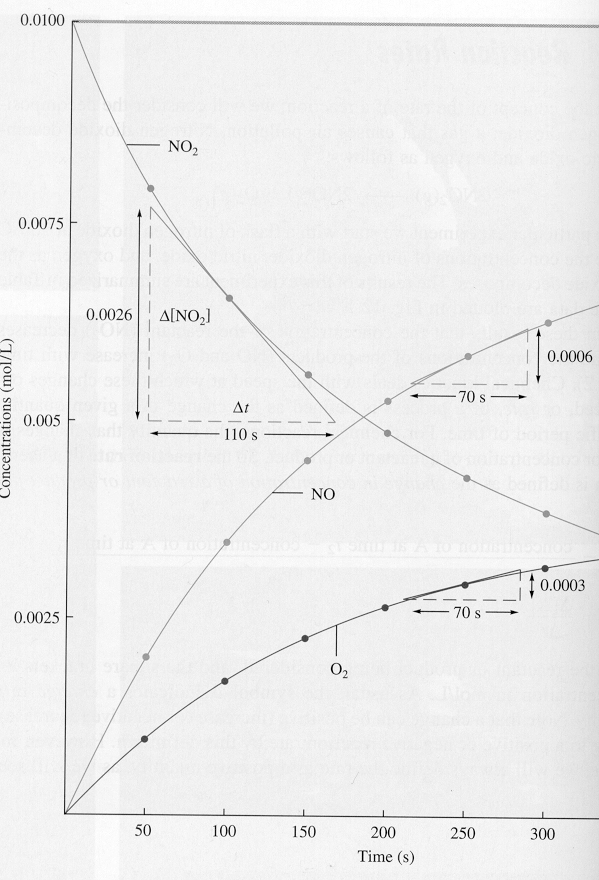 0.0100
NO2
0.0075
0.0026
Δ[NO2]
0.0006
70 s
Δt
0.005
110 s
Concentrations (mol/L)
NO
0.0003
70 s
0.0025
O2
50
100
150
200
250
300
Time (s)